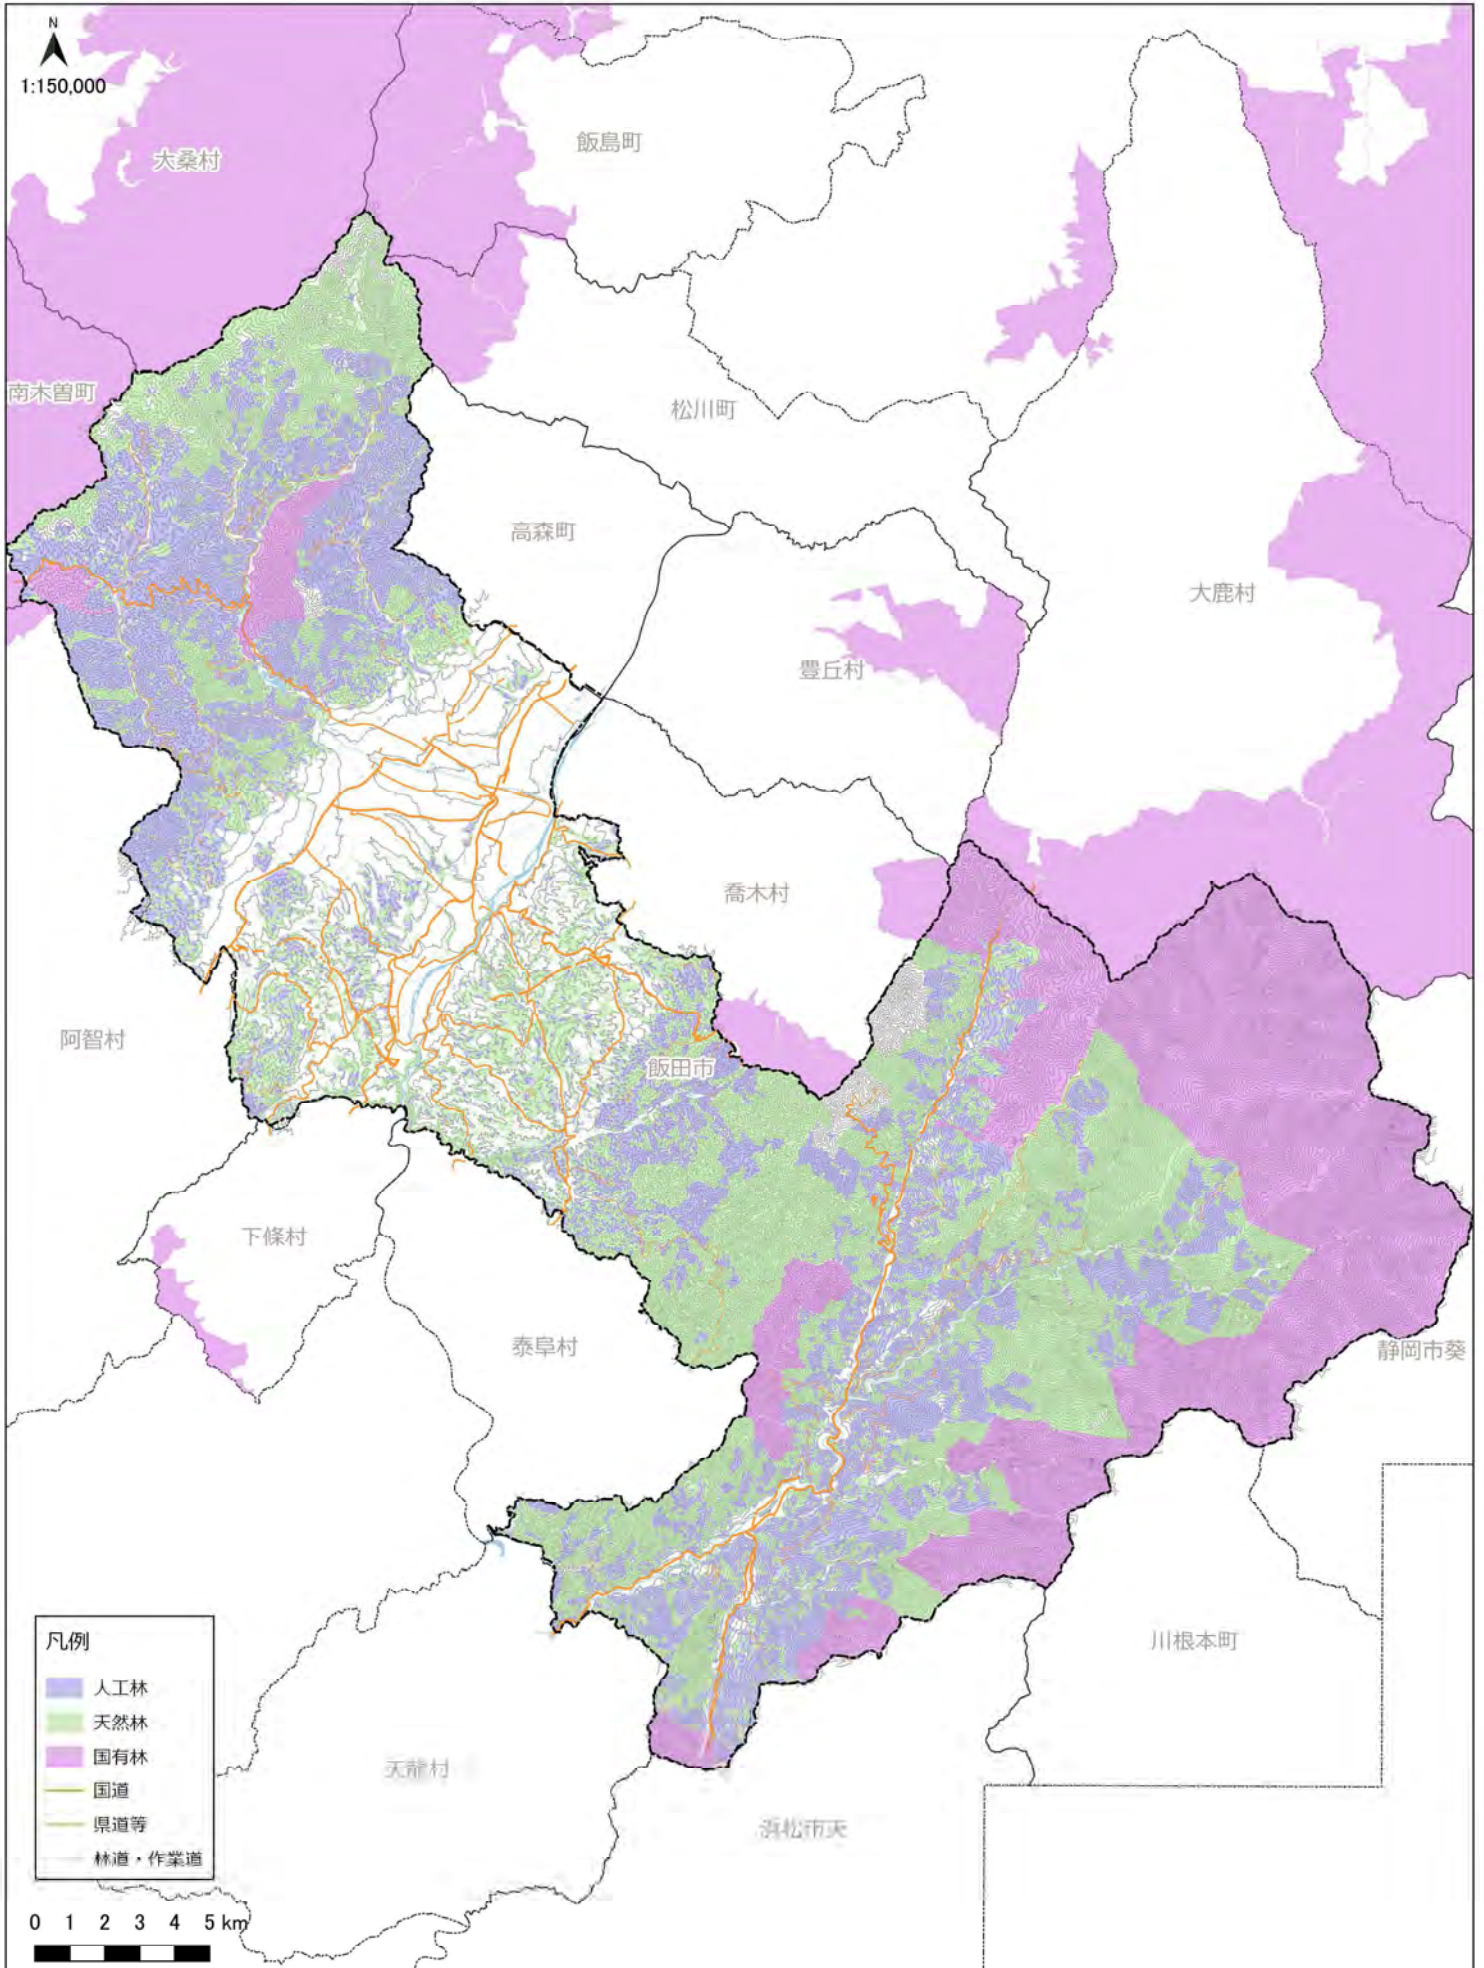 N
1:150,000
大桑村
飯島町
南木曽町
松川町
高森町
大鹿村
豊丘村
喬木村
阿智村
飯田市
下條村
泰阜村
静岡市葵
川根本町
天龍村
浜松市天
凡例
人工林
天然林
国有林
国道
県道等
林道・作業道
0 1 2 3 4 5 km